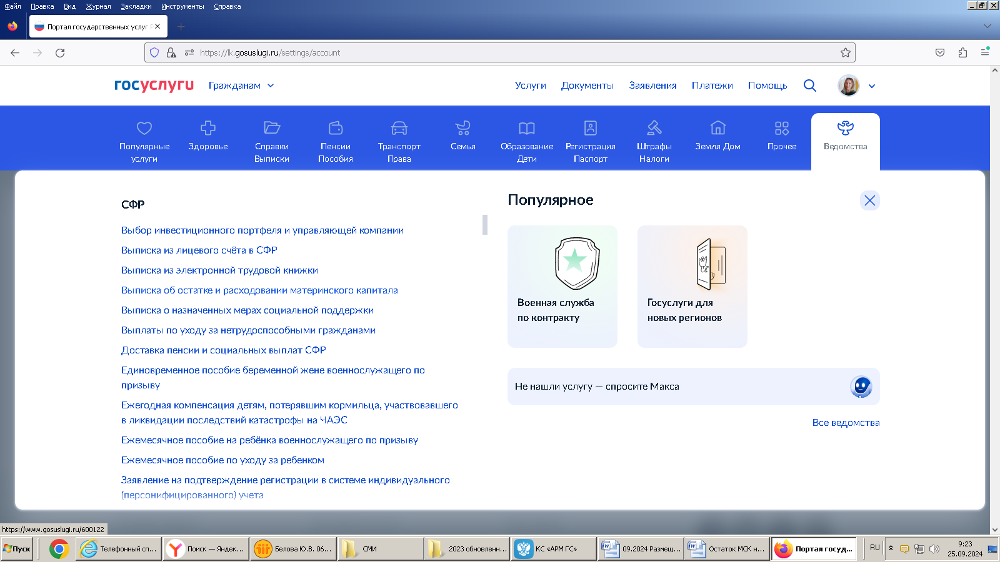 Файл Правка Вид Журнал Закладки Инструменты Справка
Портал государственных услуг Р
https://lk.gosuslugi.ru/settings/account
госуслуги Гражданам Услуги Документы Заявления Платежи Помощь
Популярные услуги
Здоровье
Справки Выписки
Пенсии Пособия
Транспорт Права
Семья
Образование Дети
Регистрация Паспорт
Штрафы Налоги
Земля Дом
Прочее
Ведомства
СФР
Выбор инвестиционного портфеля и управляющей компании
Выписка из лицевого счёта в СФР
Выписка из электронной трудовой книжки
Выписка об остатке и расходовании материнского капитала
Выписка о назначенных мерах социальной поддержки
Выплаты по уходу за нетрудоспособными гражданами
Доставка пенсии и социальных выплат СФР
Единовременное пособие беременной жене военнослужащего по
призыву
Ежегодная компенсация детям, потерявшим кормильца, участвовавшего
в ликвидации последствий катастрофы на ЧАЭС
Ежемесячное пособие на ребёнка военнослужащего по призыву
Ежемесячное пособие по уходу за ребенком
Заявление на подтверждение регистрации в системе индивидуального
(персонифицированного) учета
Популярное
Военная служба
по контракту
Госуслуги для
новых регионов
Не нашли услугу — спросите Макса
Все ведомства
https://www.gosuslugi.ru/600122
Пуск Телефонный сп... Поиск — Яндек... Белова Ю.В. 06... СМИ 2023 обновленн... КС «АРМ ГС» 09.2024 Размещ... Остаток МСК н... Портал госуд... RU 9:23
25.09.2024